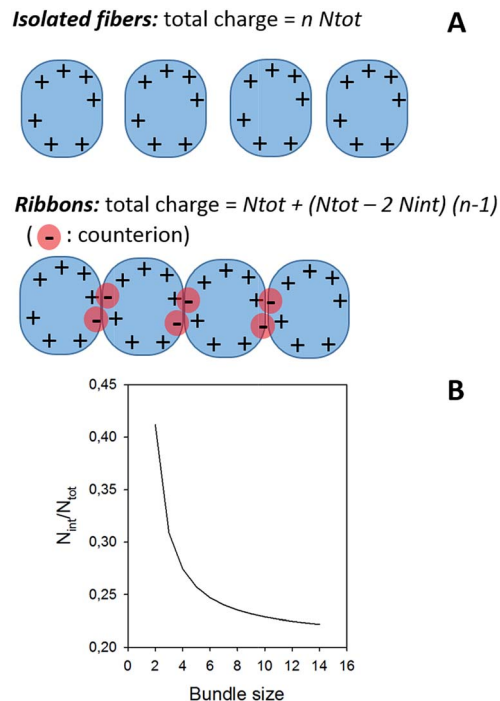 Isolated fibers: total charge = n Ntot
A
+ + + + + + + +
+ + + + + + + +
+ + + + + + + +
+ + + + + + + +
Ribbons: total charge = Ntot + (Ntot – 2 Nint) (n-1)
( - : counterion)
+ + + + + + + +
- -
+ + + + + + + +
- -
+ + + + + + + +
- -
+ + + + + + + +
B
0,45
0,40
0,35
0,30
0,25
0,20
Nint/Ntot
0 2 4 6 8 10 12 14 16
Bundle size